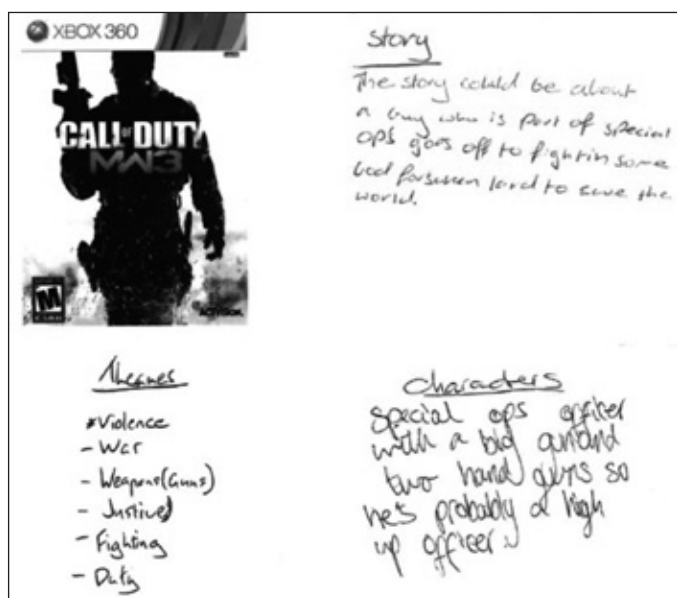 XBOX 360
CALL OF DUTY
MW3
M
ACTIVISION
story
The story could be about
a guy who is part of special
ops goes off to fight in some
god forsaken land to save the
world.
Themes
*Violence
- War
- Weapons (Guns)
- Justice
- Fighting
- Duty
characters
special ops officer
with a big gun and
two hand guns so
he's probably a high
up officer.